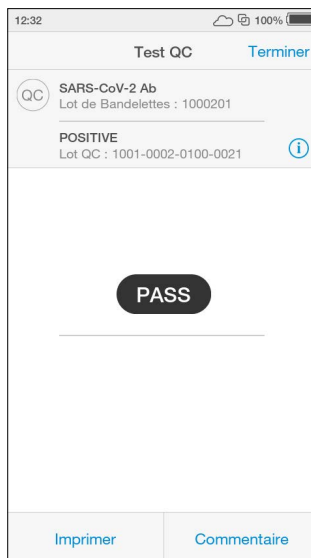 12:32 100%
Test QC Terminer
QC
SARS-CoV-2 Ab
Lot de Bandelettes : 1000201
POSITIVE
Lot QC : 1001-0002-0100-0021
i
PASS
Imprimer Commentaire